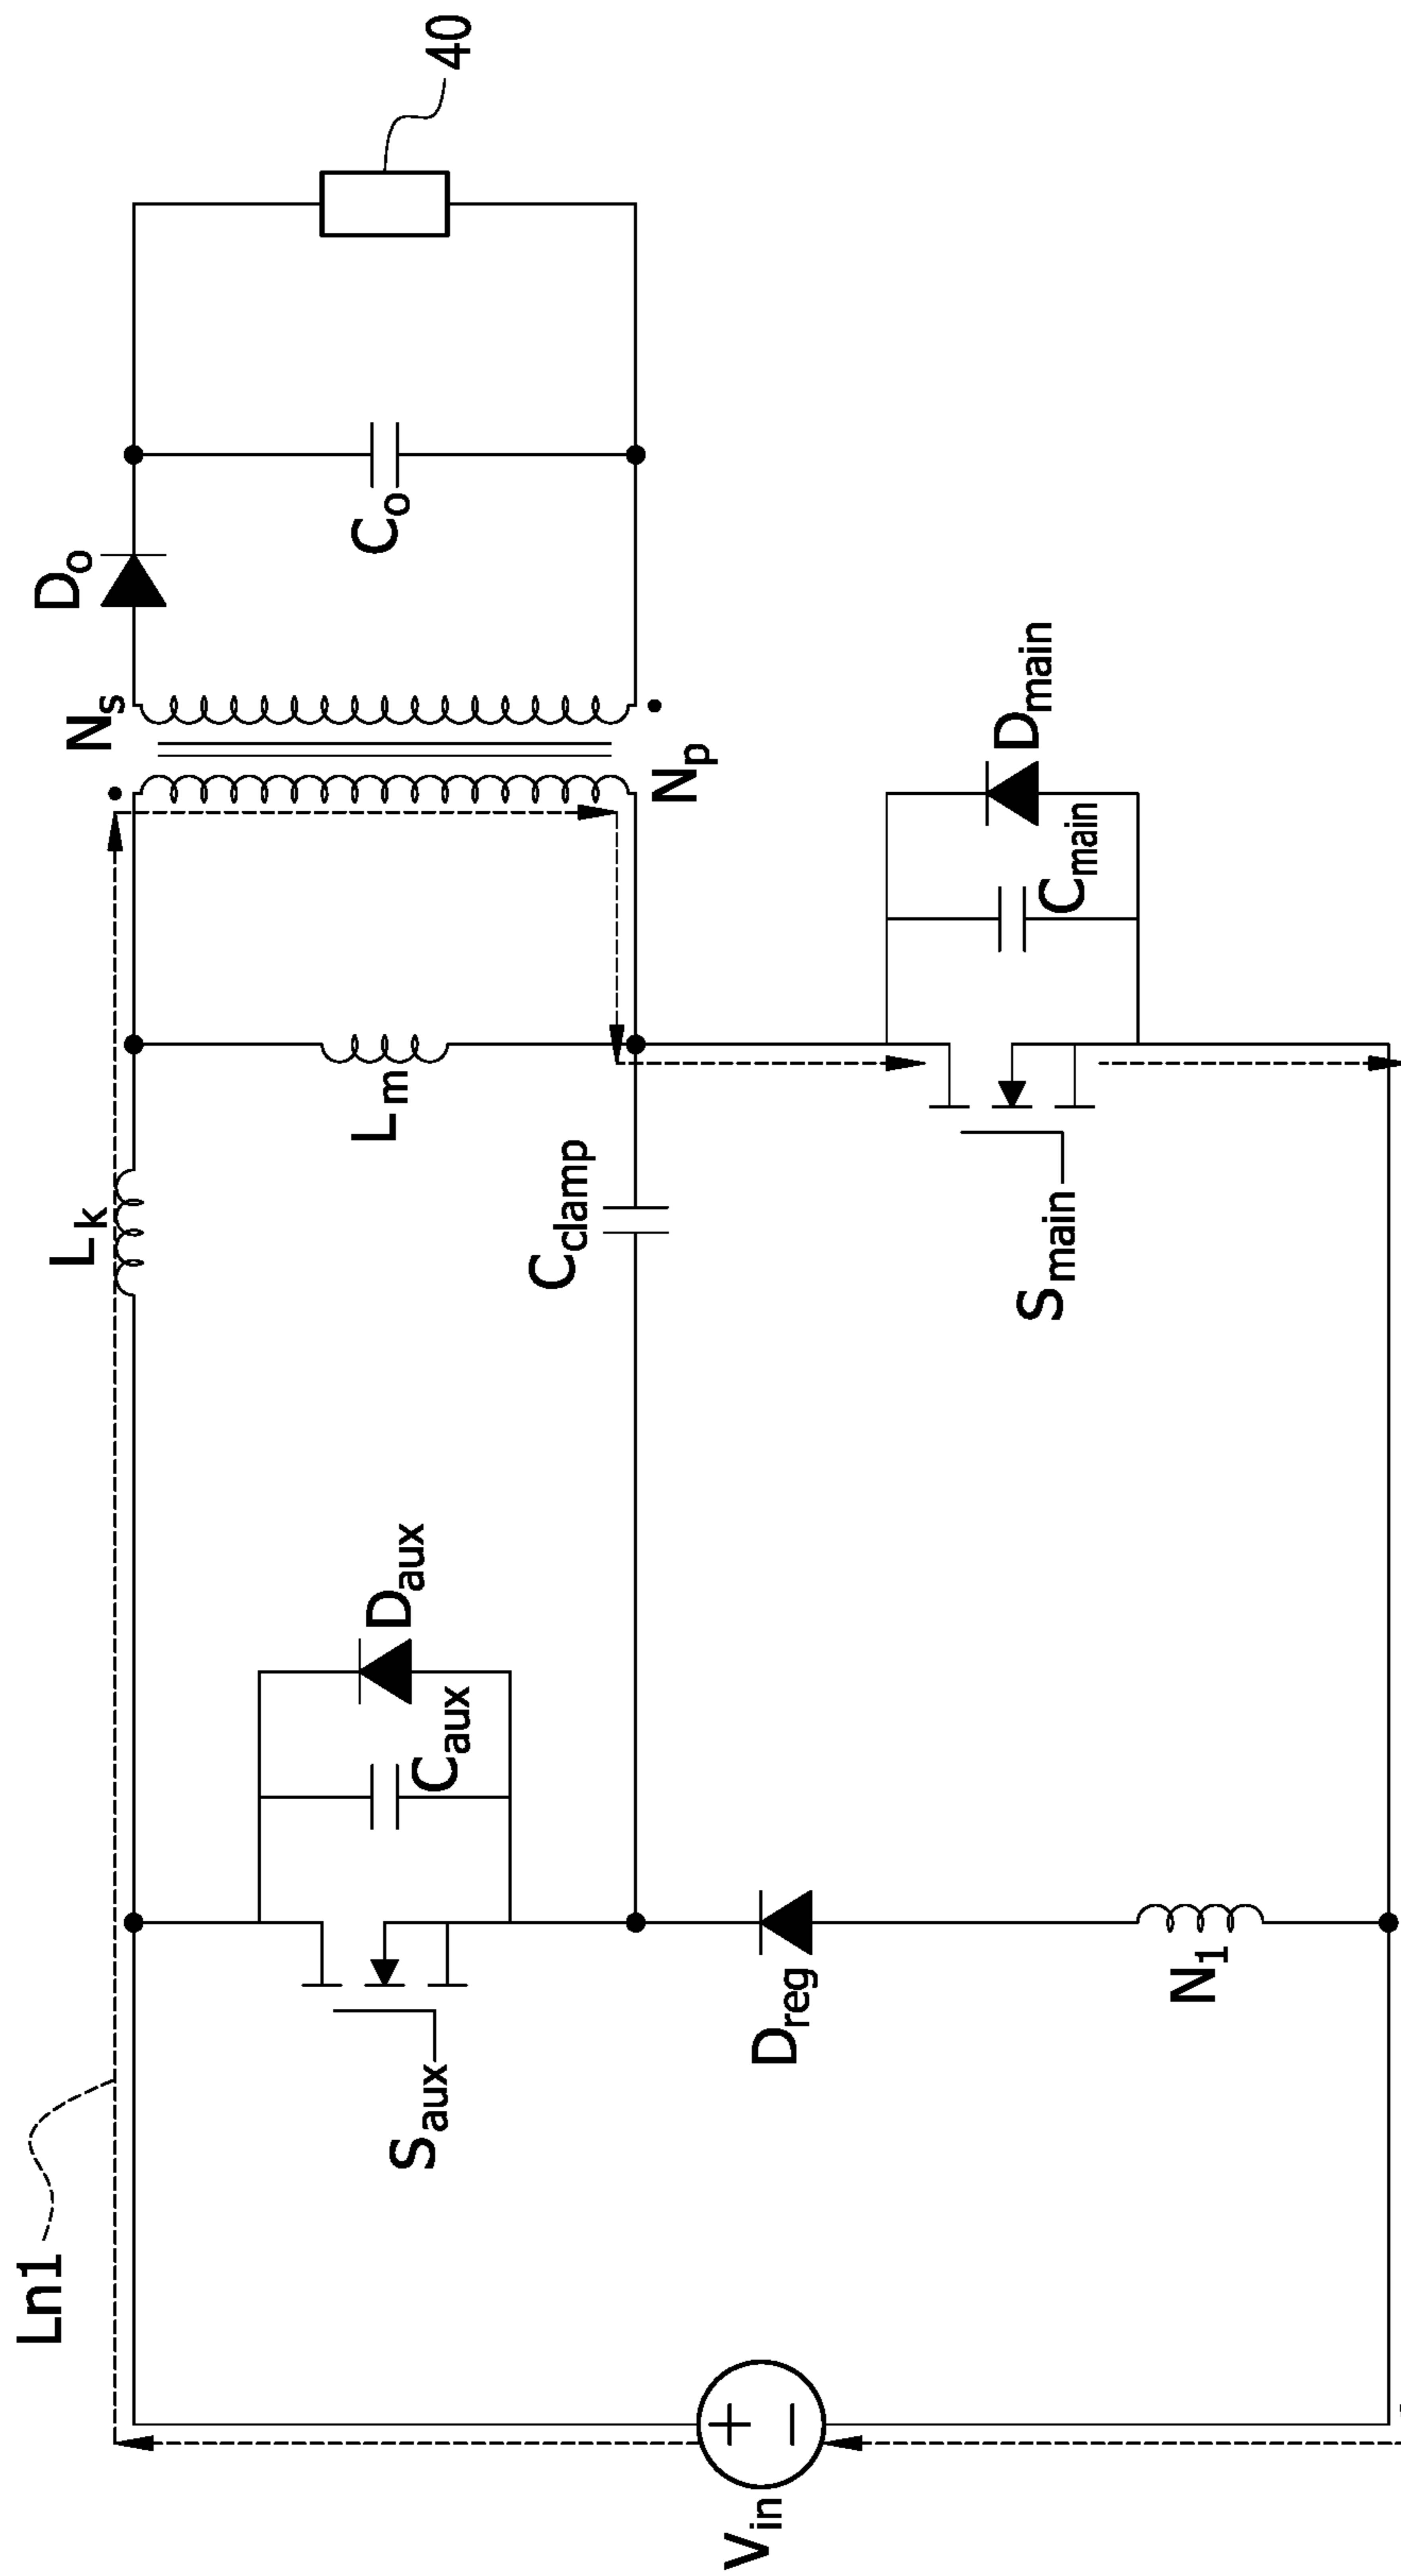 Ln1
Lk
Ns
Do
40
Saux
Caux
Daux
Cclamp
Lm
Np
Co
Vin
Dreg
N1
Smain
Cmain
Dmain